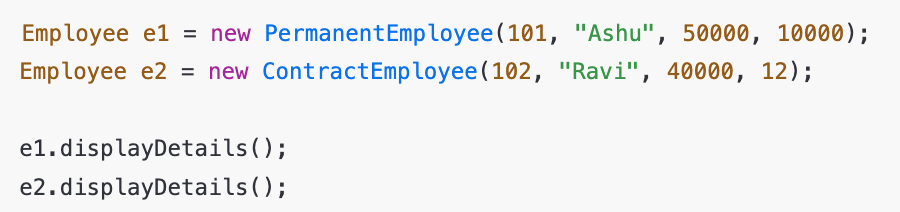 Employee e1 = new PermanentEmployee(101, "Ashu", 50000, 10000);
Employee e2 = new ContractEmployee(102, "Ravi", 40000, 12);
e1.displayDetails();
e2.displayDetails();